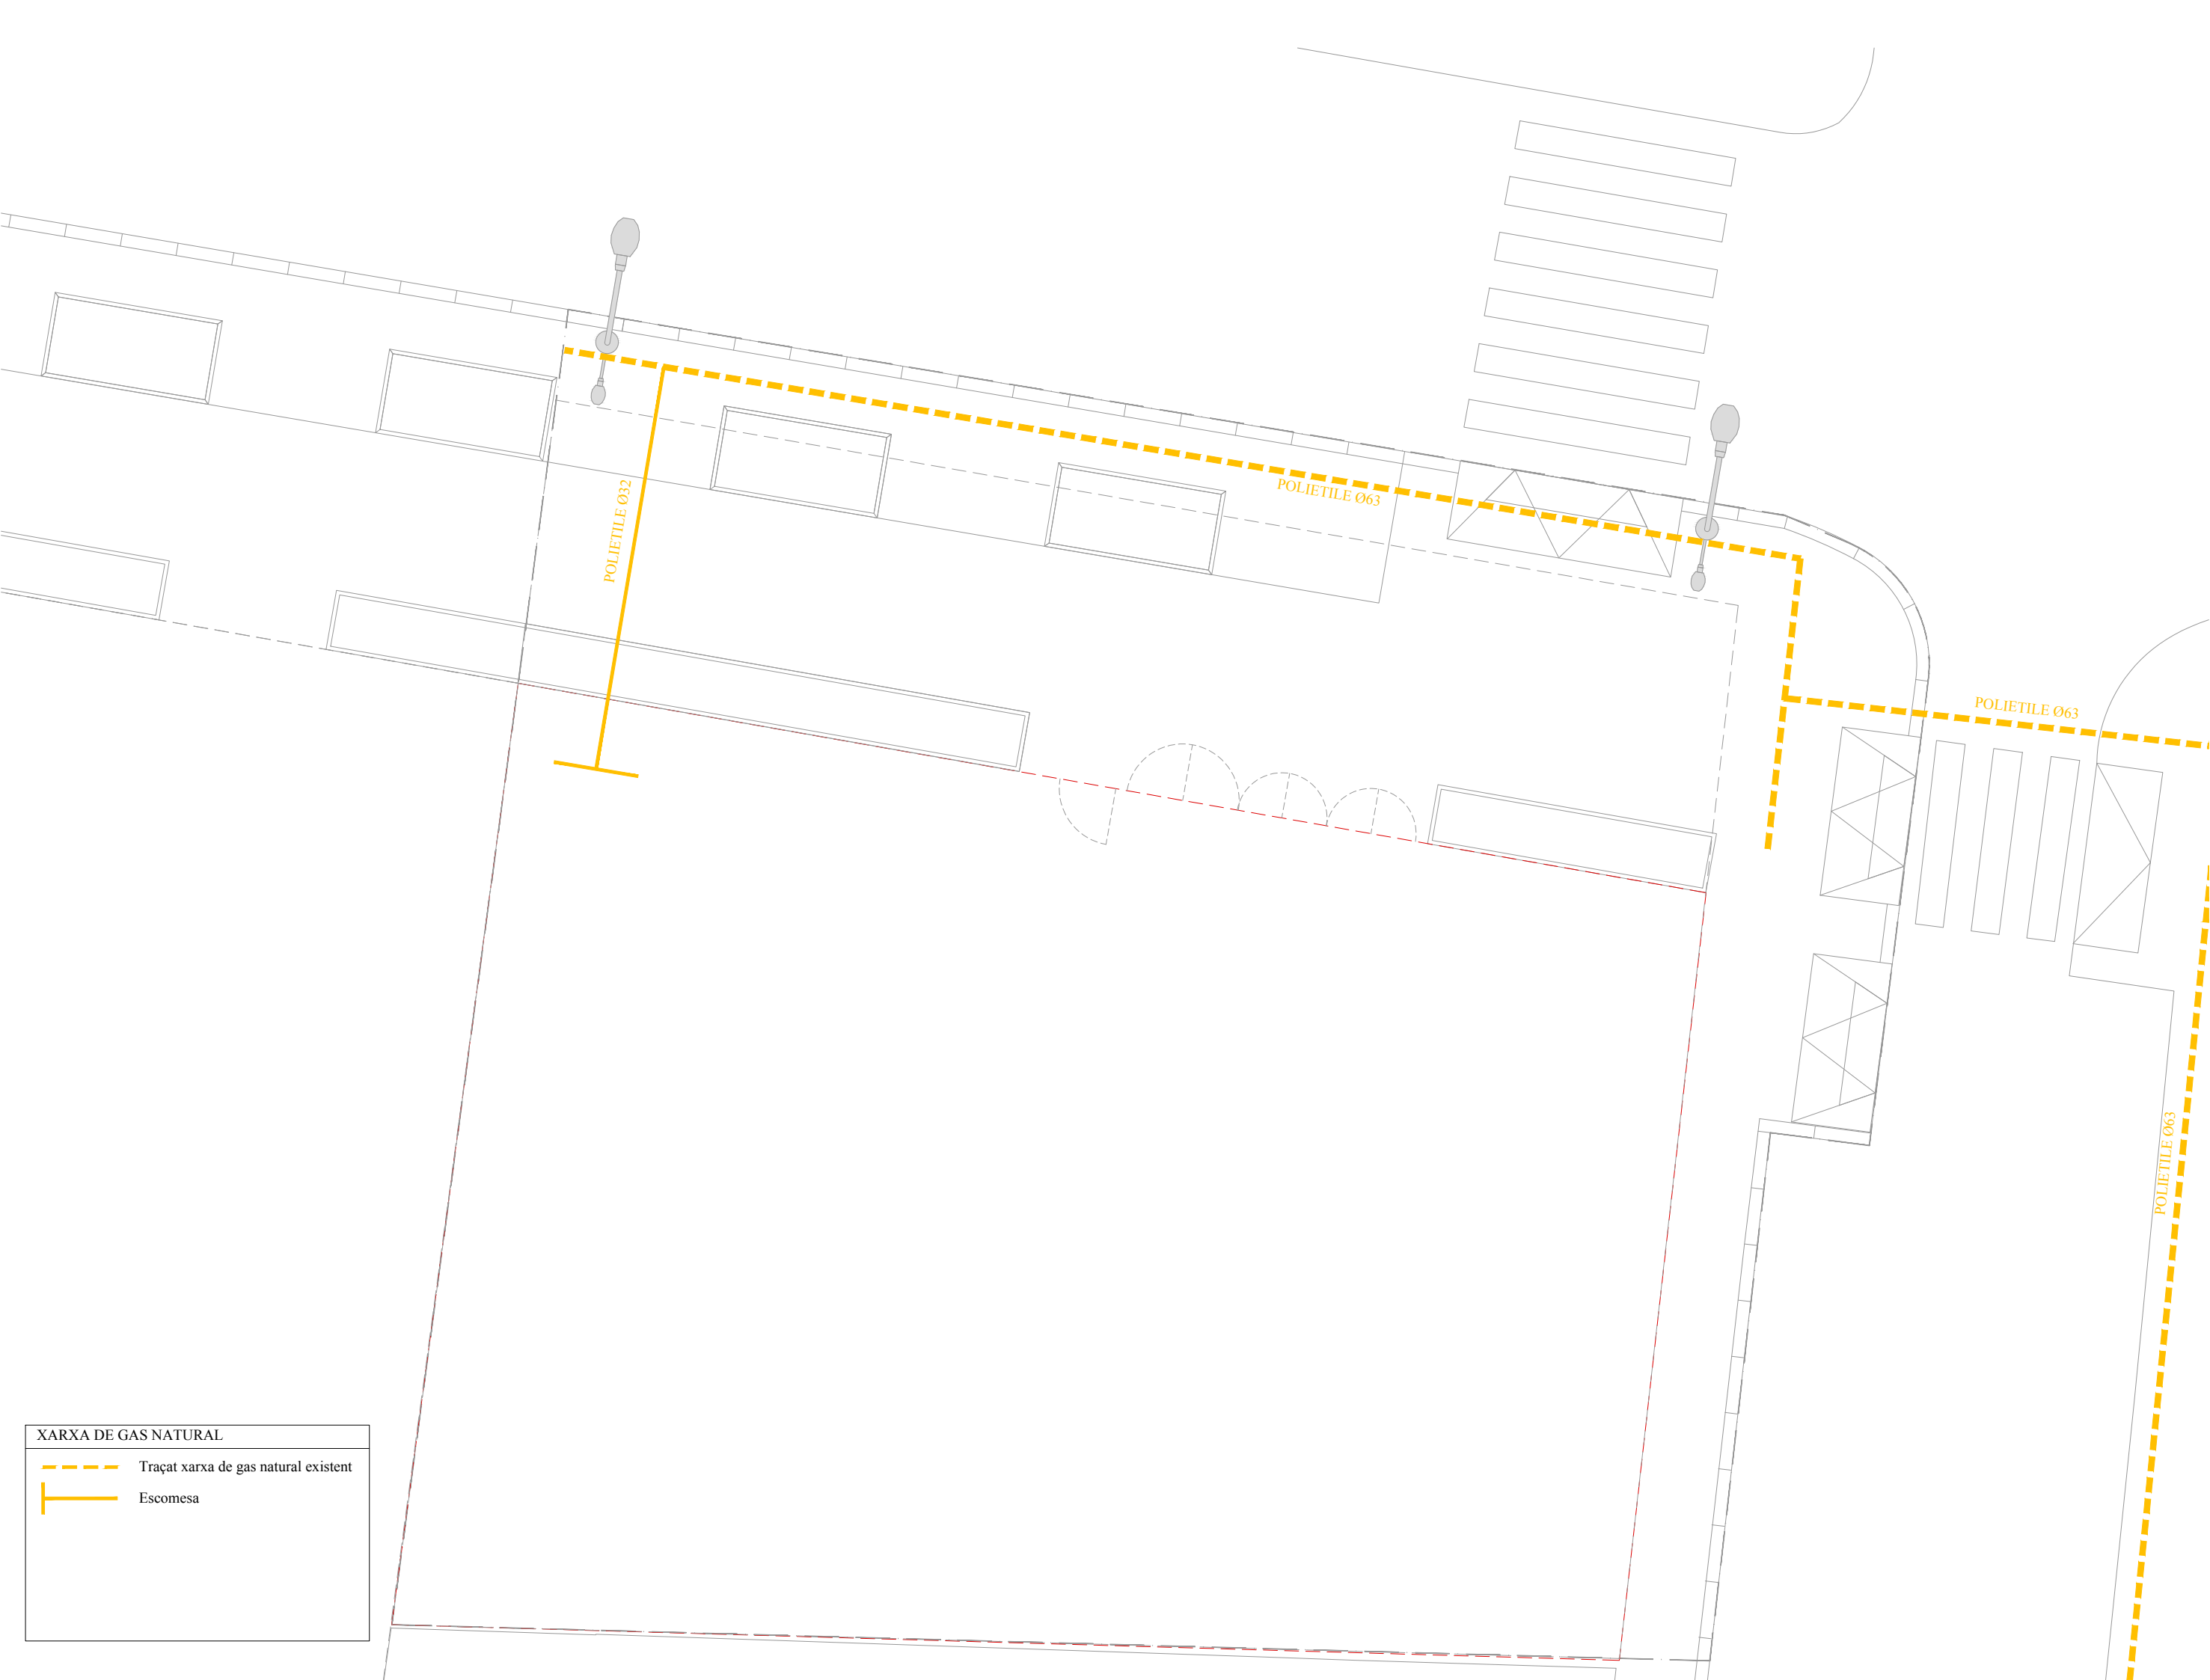 POLIETILE Ø63
POLIETILE Ø32
POLIETILE Ø63
POLIETILE Ø63
XARXA DE GAS NATURAL
Traçat xarxa de gas natural existent
Escomesa